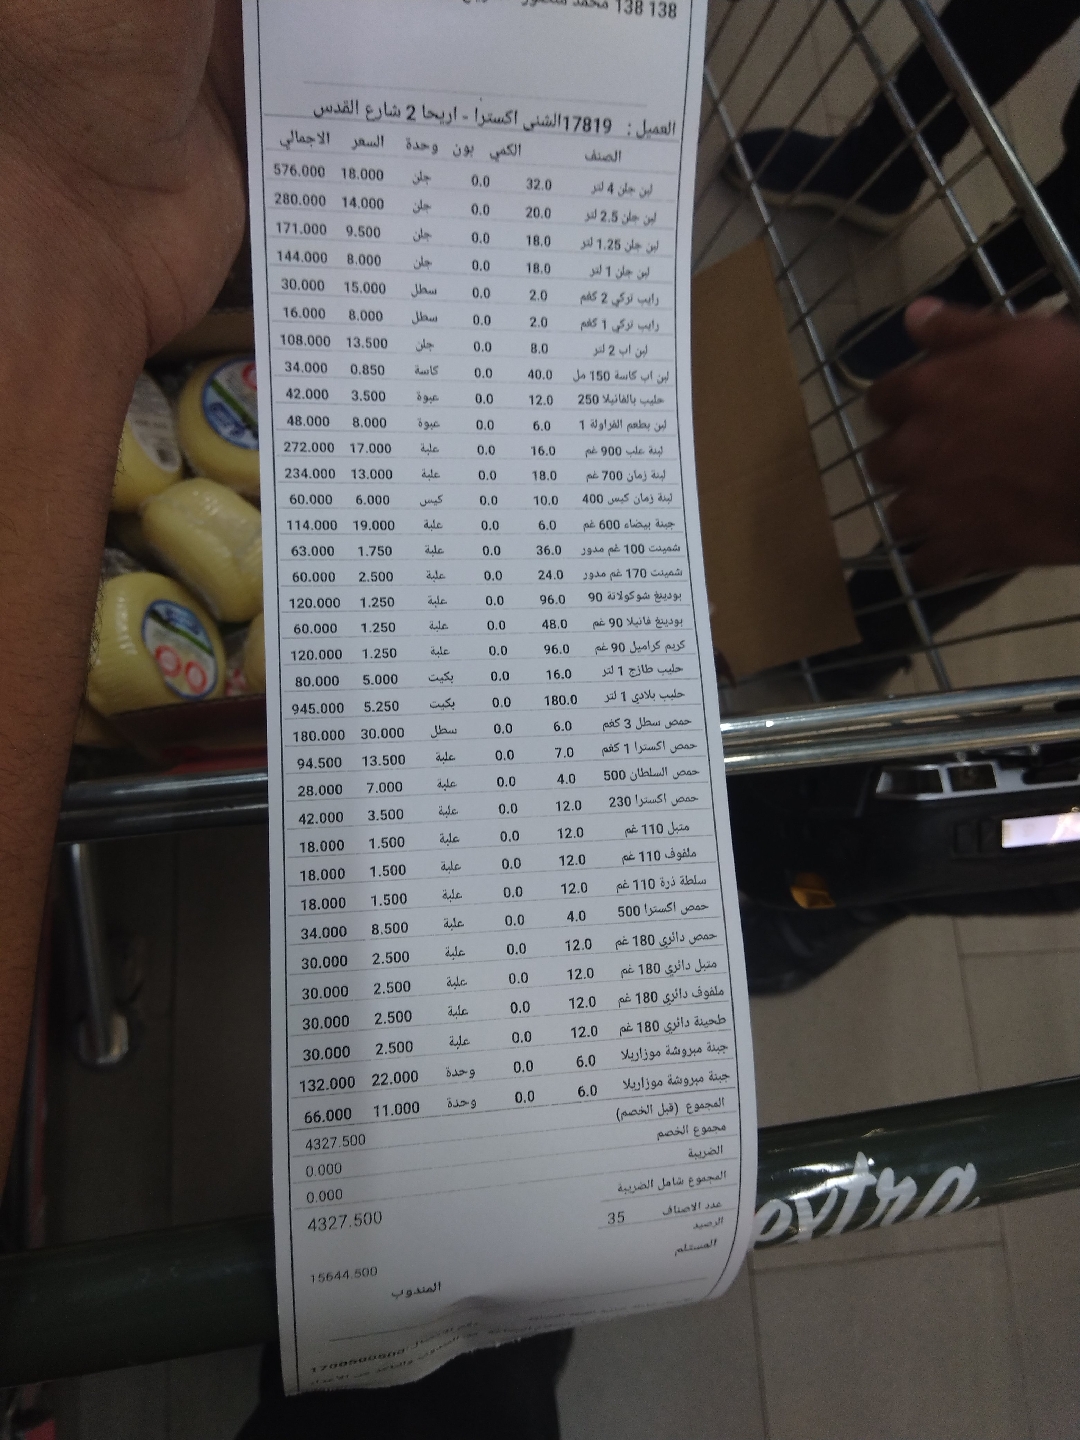 138 138 محمد
العميل : 17819الشني اكسترا - اريحا 2 شارع القدس
الصنف الكمي بون وحدة السعر الاجمالي
لبن جلن 4 لتر 32.0 0.0 جلن 18.000 576.000
لبن جلن 2.5 لتر 20.0 0.0 جلن 14.000 280.000
لبن جلن 1.25 لتر 18.0 0.0 جلن 9.500 171.000
لبن جلن 1 لتر 18.0 0.0 جلن 8.000 144.000
رايب تركي 2 كغم 2.0 0.0 سطل 15.000 30.000
رايب تركي 1 كغم 2.0 0.0 سطل 8.000 16.000
لبن اب 2 لتر 8.0 0.0 جلن 13.500 108.000
لبن اب كاسة 150 مل 40.0 0.0 كاسة 0.850 34.000
حليب بالفانيلا 250 12.0 0.0 عبوة 3.500 42.000
لبن بطعم الفراولة 1 6.0 0.0 عبوة 8.000 48.000
لبنة علب 900 غم 16.0 0.0 علبة 17.000 272.000
لبنة زمان 700 غم 18.0 0.0 علبة 13.000 234.000
لبنة زمان كيس 400 10.0 0.0 كيس 6.000 60.000
جبنة بيضاء 600 غم 6.0 0.0 علبة 19.000 114.000
شمينت 100 غم مدور 36.0 0.0 علبة 1.750 63.000
شمينت 170 غم مدور 24.0 0.0 علبة 2.500 60.000
بودينغ شوكولاتة 90 96.0 0.0 علبة 1.250 120.000
بودينغ فانيلا 90 غم 48.0 0.0 علبة 1.250 60.000
كريم كراميل 90 غم 96.0 0.0 علبة 1.250 120.000
حليب طازج 1 لتر 16.0 0.0 بكيت 5.000 80.000
حليب بلادي 1 لتر 180.0 0.0 بكيت 5.250 945.000
حمص سطل 3 كغم 6.0 0.0 سطل 30.000 180.000
حمص اكسترا 1 كغم 7.0 0.0 علبة 13.500 94.500
حمص السلطان 500 4.0 0.0 علبة 7.000 28.000
حمص اكسترا 230 12.0 0.0 علبة 3.500 42.000
متبل 110 غم 12.0 0.0 علبة 1.500 18.000
ملفوف 110 غم 12.0 0.0 علبة 1.500 18.000
سلطة ذرة 110 غم 12.0 0.0 علبة 1.500 18.000
حمص اكسترا 500 4.0 0.0 علبة 8.500 34.000
حمص دائري 180 غم 12.0 0.0 علبة 2.500 30.000
متبل دائري 180 غم 12.0 0.0 علبة 2.500 30.000
ملفوف دائري 180 غم 12.0 0.0 علبة 2.500 30.000
طحينة دائري 180 غم 12.0 0.0 علبة 2.500 30.000
جبنة مبروشة موزاريلا 6.0 0.0 وحدة 22.000 132.000
جبنة مبروشة موزاريلا 6.0 0.0 وحدة 11.000 66.000
المجموع (قبل الخصم) 4327.500
مجموع الخصم 0.000
الضريبة 0.000
المجموع شامل الضريبة 4327.500
عدد الاصناف 35
الرصيد 15644.500
المستلم المندوب
1700500600
extra